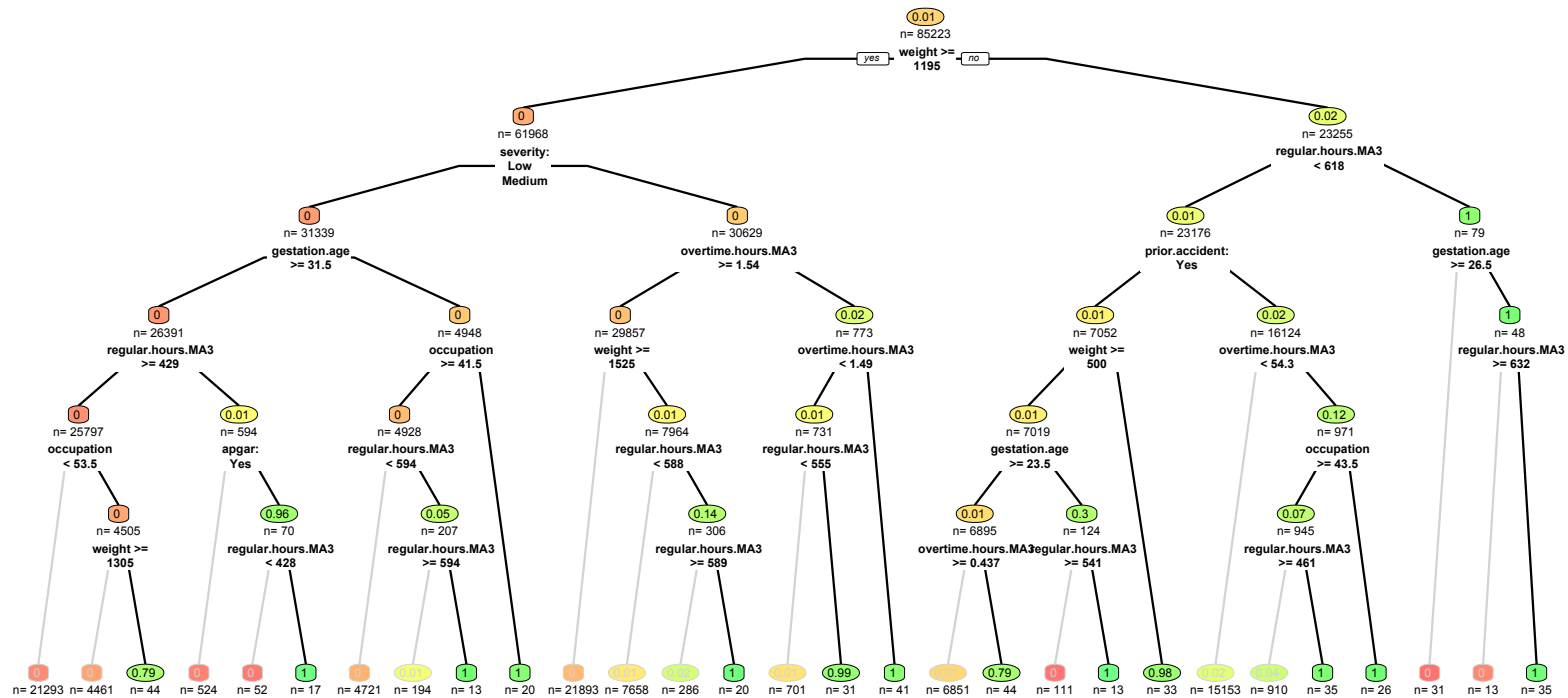 0.01
n= 85223
yes
weight >=
1195
no
0
n= 61968
severity:
Low
Medium
0.02
n= 23255
regular.hours.MA3
< 618
0
n= 31339
gestation.age
>= 31.5
0
n= 30629
overtime.hours.MA3
>= 1.54
0.01
n= 23176
prior.accident:
Yes
1
n= 79
gestation.age
>= 26.5
0
n= 26391
regular.hours.MA3
>= 429
0
n= 4948
occupation
>= 41.5
0
n= 29857
weight >=
1525
0.02
n= 773
overtime.hours.MA3
< 1.49
0.01
n= 7052
weight >=
500
0.02
n= 16124
overtime.hours.MA3
< 54.3
1
n= 48
regular.hours.MA3
>= 632
0
n= 25797
occupation
< 53.5
0.01
n= 594
apgar:
Yes
0
n= 4928
regular.hours.MA3
< 594
0.01
n= 7964
regular.hours.MA3
< 588
0.01
n= 731
regular.hours.MA3
< 555
0.01
n= 7019
gestation.age
>= 23.5
0.12
n= 971
occupation
>= 43.5
0
n= 4505
weight >=
1305
0.96
n= 70
regular.hours.MA3
< 428
0.05
n= 207
regular.hours.MA3
>= 594
0.14
n= 306
regular.hours.MA3
>= 589
0.01
n= 6895
overtime.hours.MA3
>= 0.437
0.3
n= 124
regular.hours.MA3
>= 541
0.07
n= 945
regular.hours.MA3
>= 461
0
n= 21293
0
n= 4461
0.79
n= 44
0
n= 524
0
n= 52
1
n= 17
0
n= 4721
0.01
n= 194
1
n= 13
1
n= 20
0
n= 21893
0.01
n= 7658
0.02
n= 286
1
n= 20
0.01
n= 701
0.99
n= 31
1
n= 41
n= 6851
0.79
n= 44
0
n= 111
1
n= 13
0.98
n= 33
0.02
n= 15153
0.04
n= 910
1
n= 35
1
n= 26
0
n= 31
0
n= 13
1
n= 35